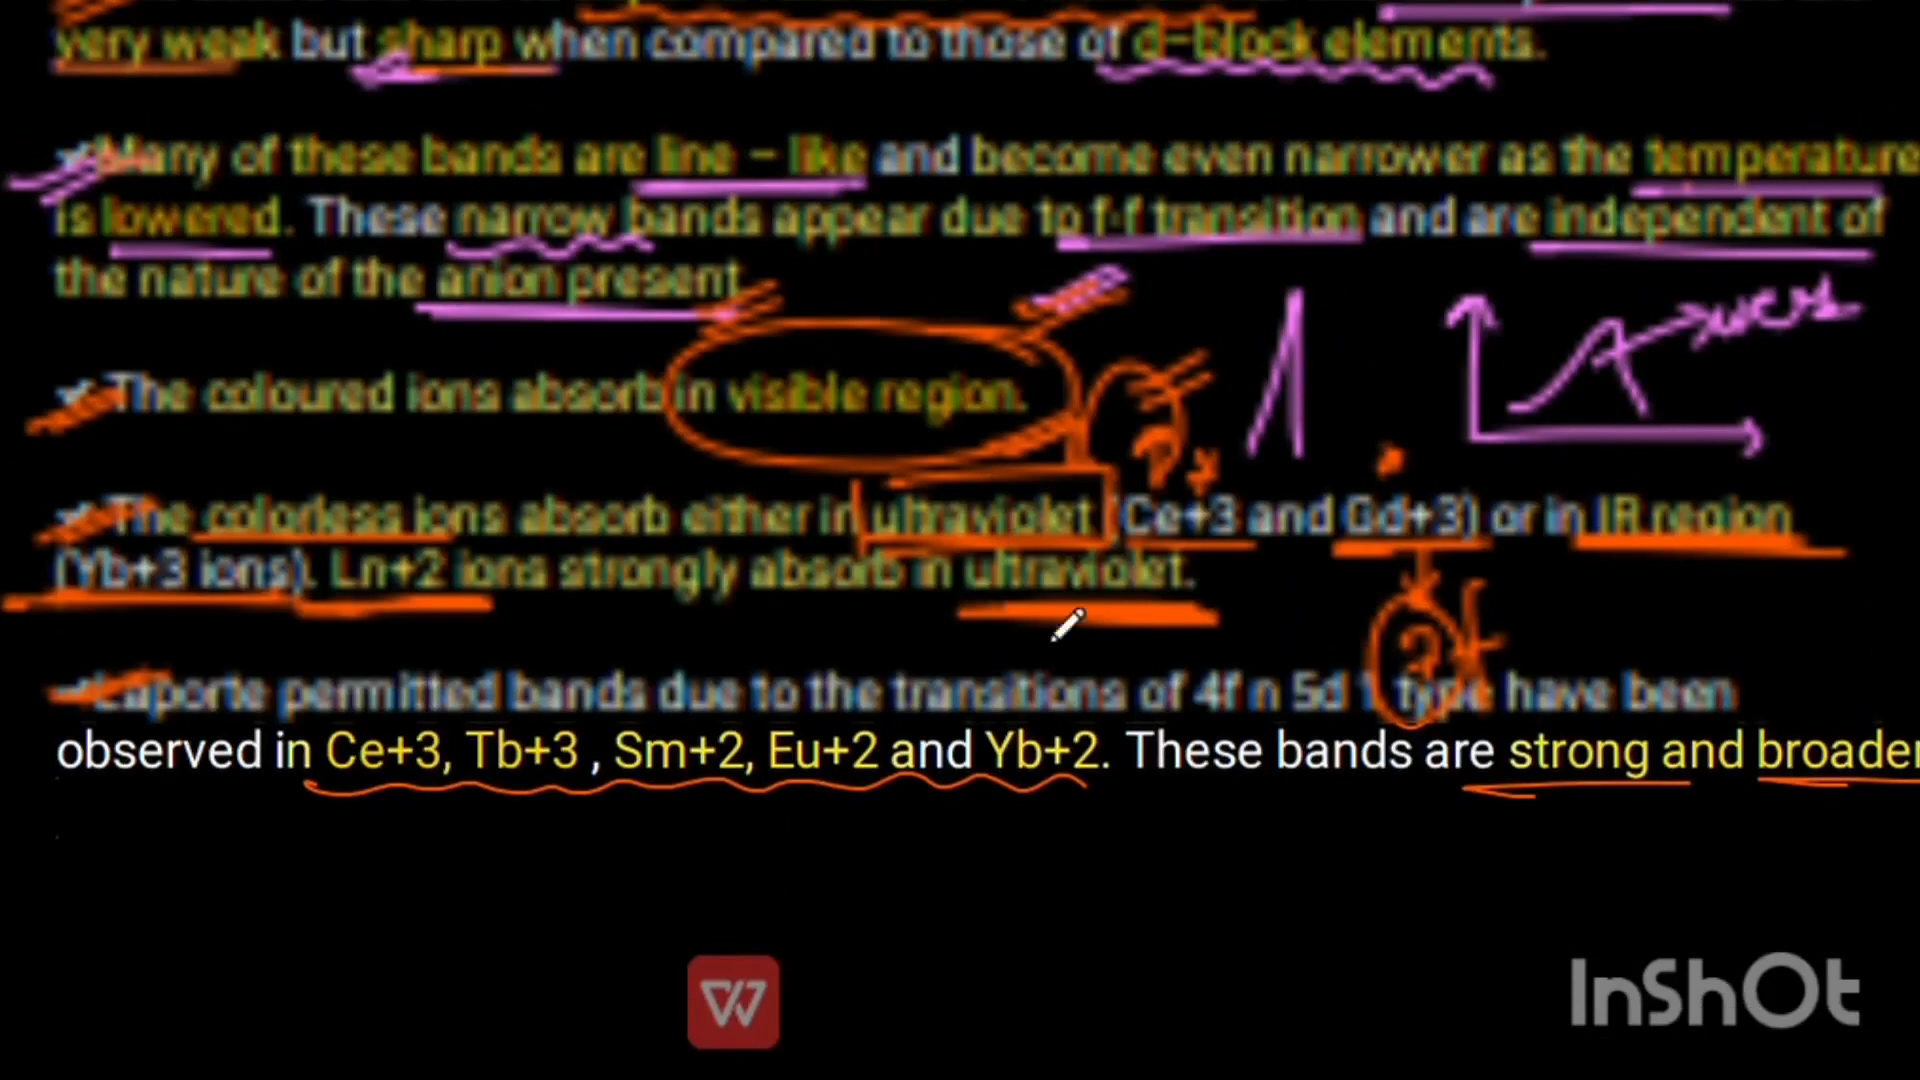 very weak but sharp when compared to those of d-block elements.
Many of these bands are line – like and become even narrower as the temperature
is lowered. These narrow bands appear due to f-f transition and are independent of
the nature of the anion present.
The coloured ions absorb in visible region.
The colorless ions absorb either in ultraviolet (Ce+3 and Gd+3) or in IR region
(Yb+3 ions). Ln+2 ions strongly absorb in ultraviolet.
Laporte permitted bands due to the transitions of 4f n 5d 1 type have been
observed in Ce+3, Tb+3 , Sm+2, Eu+2 and Yb+2. These bands are strong and broader
InShOt